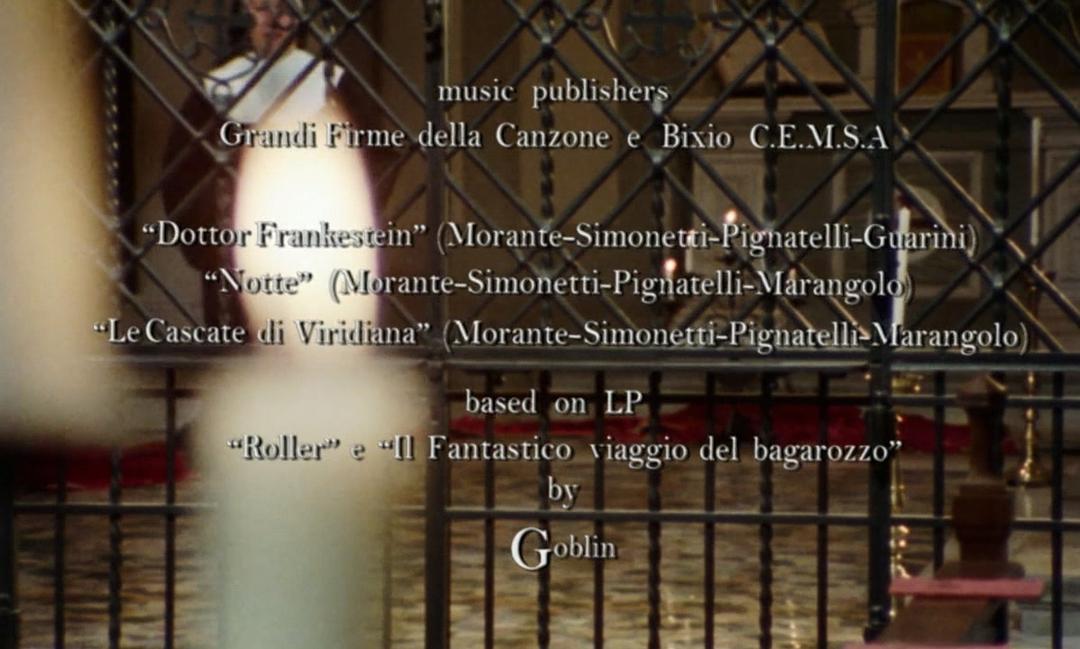 music publishers
Grandi Firme della Canzone e Bixio C.E.M.S.A
“Dottor Frankestein” (Morante-Simonetti-Pignatelli-Guarini)
“Notte” (Morante-Simonetti-Pignatelli-Marangolo)
“Le Cascate di Viridiana” (Morante-Simonetti-Pignatelli-Marangolo)
based on LP
“Roller” e “Il Fantastico viaggio del bagarozzo”
by
Goblin